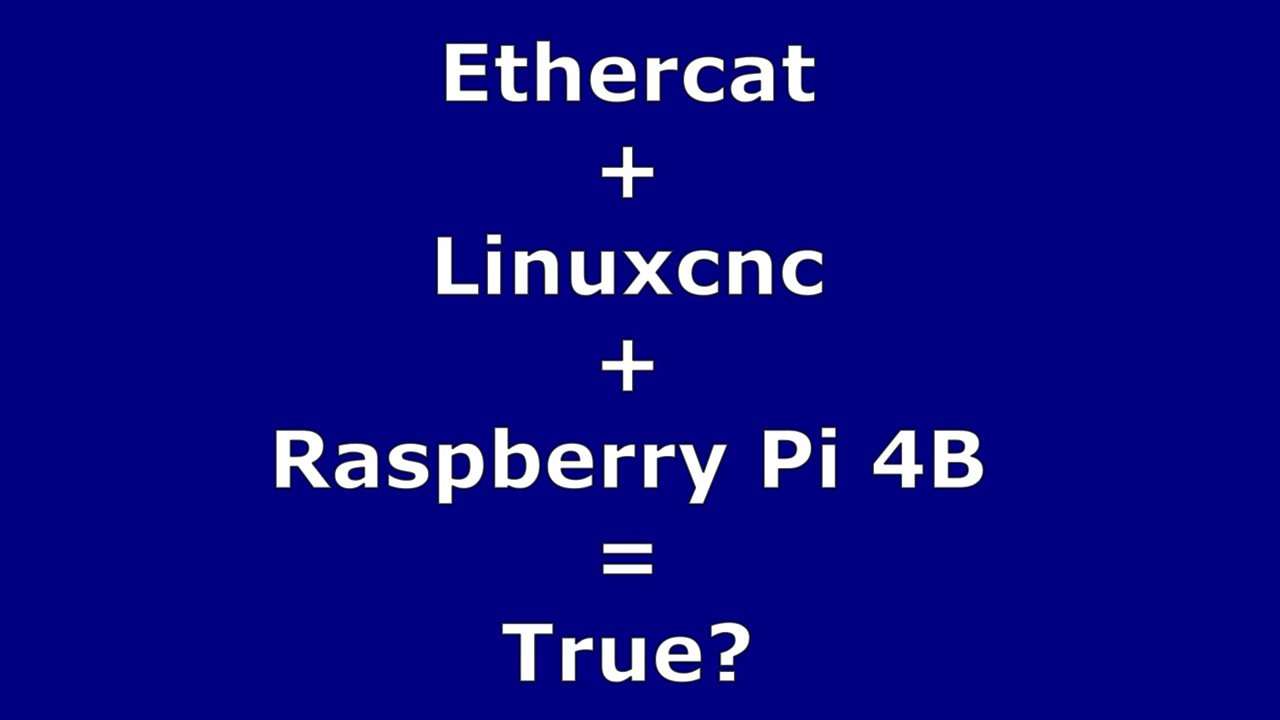 Ethercat
+
Linuxcnc
+
Raspberry Pi 4B
=
True?